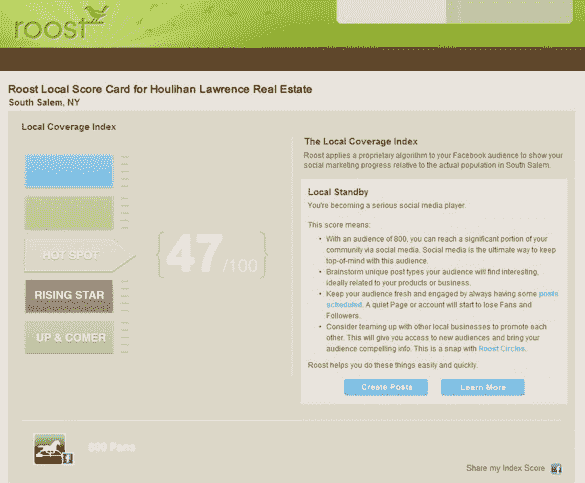 roost
Roost Local Score Card for Houlihan Lawrence Real Estate
South Salem, NY
Local Coverage Index
HOT SPOT
RISING STAR
UP & COMER
47/100
The Local Coverage Index
Roost applies a proprietary algorithm to your Facebook audience to show your
social marketing progress relative to the actual population in South Salem.
Local Standby
You're becoming a serious social media player.
This score means:
• With an audience of 800, you can reach a significant portion of your
community via social media. Social media is the ultimate way to keep
top-of-mind with this audience.
• Brainstorm unique post types your audience will find interesting,
ideally related to your products or business.
• Keep your audience fresh and engaged by always having some posts
scheduled. A quiet Page or account will start to lose Fans and
Followers.
• Consider teaming up with other local businesses to promote each
other. This will give you access to new audiences and bring your
audience compelling info. This is a snap with Roost Circles.
Roost helps you do these things easily and quickly.
Create Posts
Learn More
800 Fans
Share my Index Score